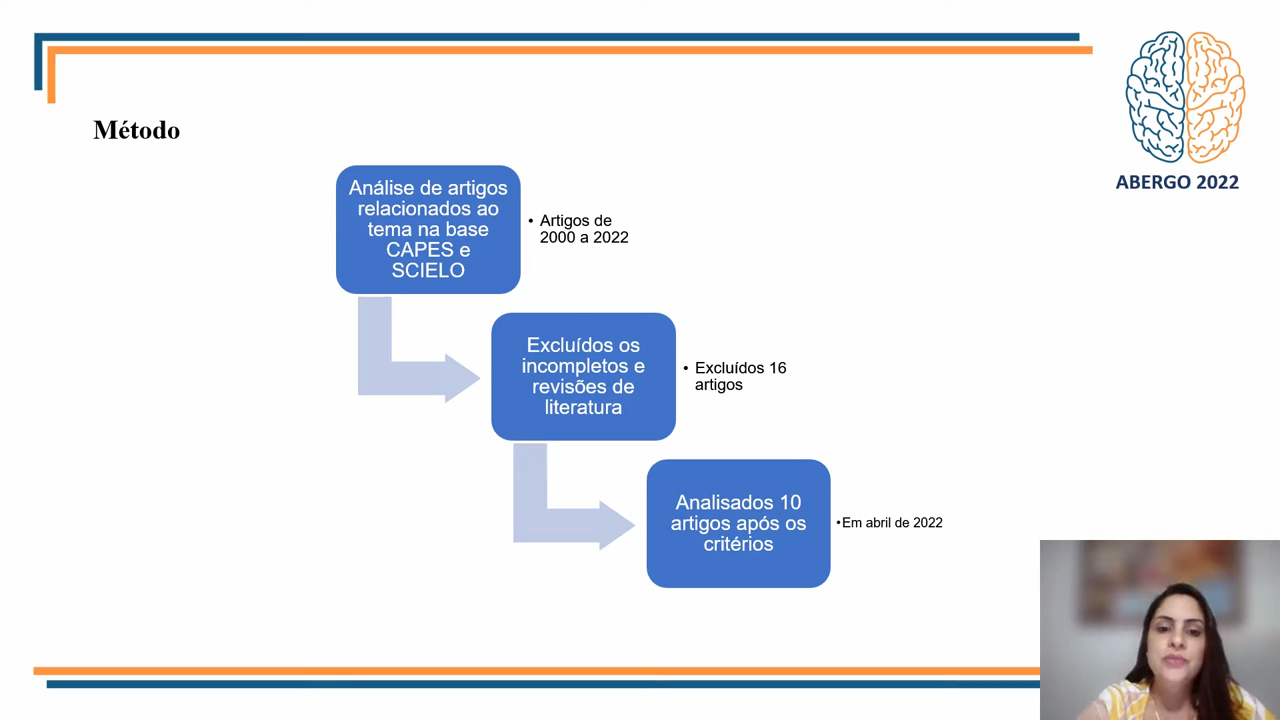 Método
ABERGO 2022
Análise de artigos
relacionados ao
tema na base
CAPES e
SCIELO
• Artigos de
2000 a 2022
Excluídos os
incompletos e
revisões de
literatura
• Excluídos 16
artigos
Analisados 10
artigos após os
critérios
•Em abril de 2022